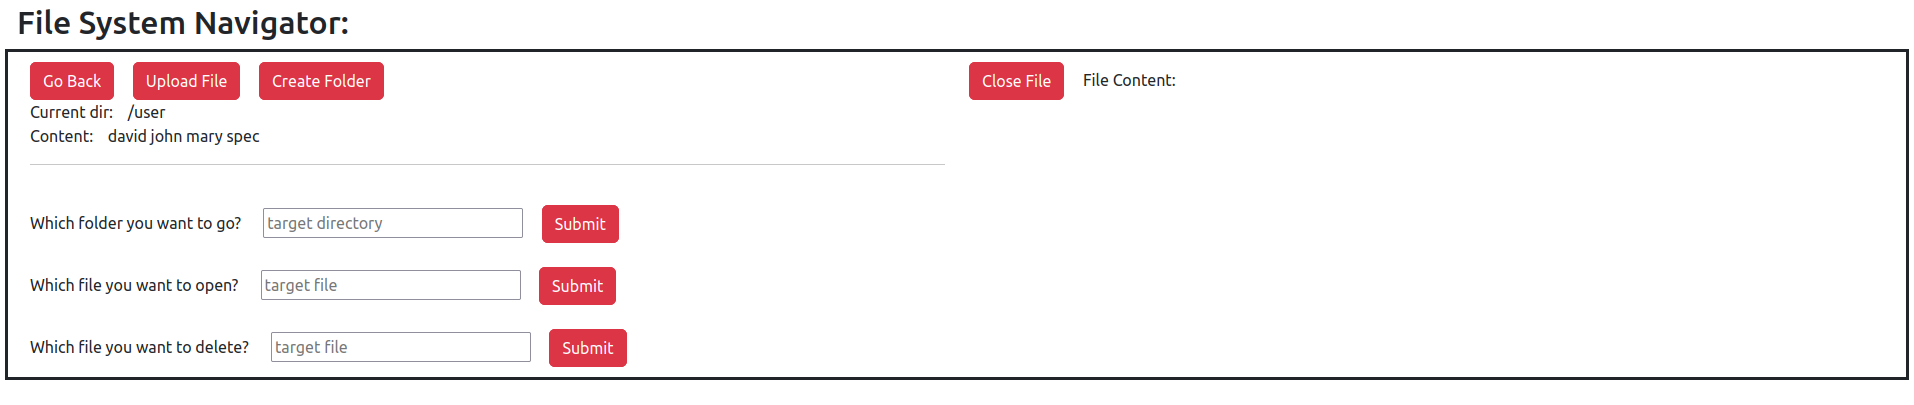 File System Navigator:
Go Back Upload File Create Folder
Current dir: /user
Content: david john mary spec
Which folder you want to go? target directory Submit
Which file you want to open? target file Submit
Which file you want to delete? target file Submit
Close File File Content: